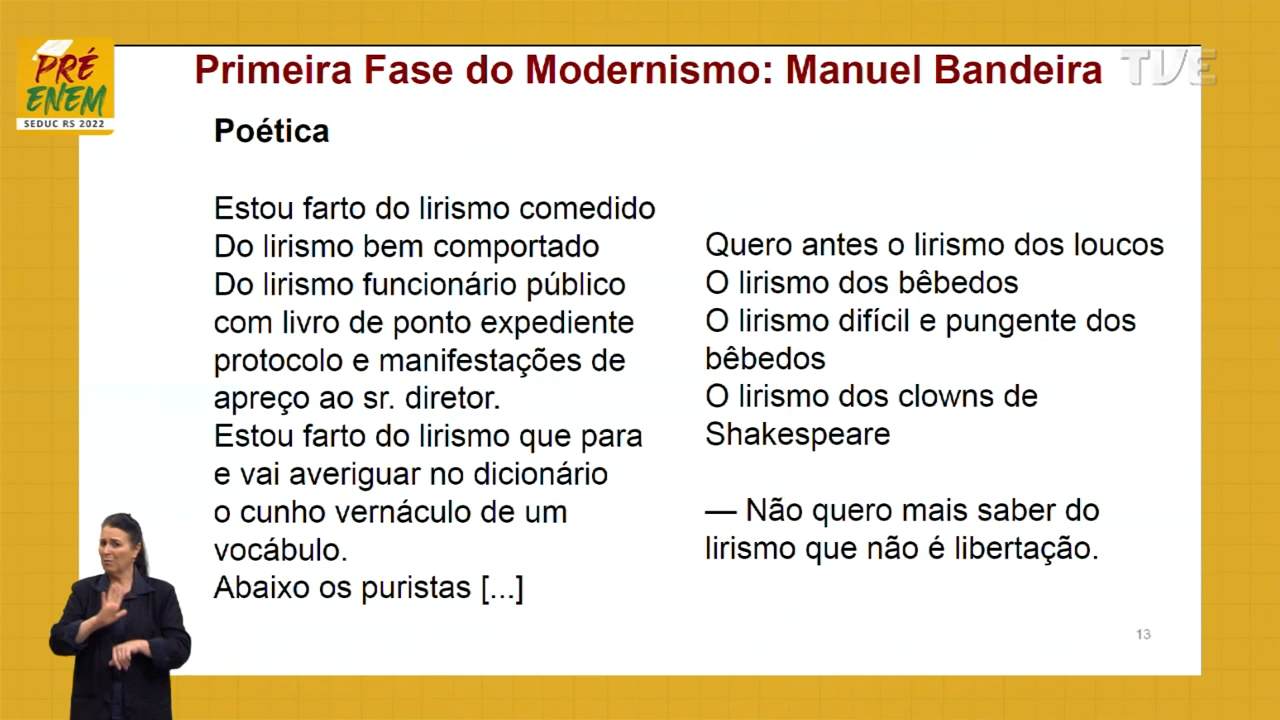 PRÉ
ENEM
SEDUC RS 2022
Primeira Fase do Modernismo: Manuel Bandeira
TVE
Poética
Estou farto do lirismo comedido
Do lirismo bem comportado
Do lirismo funcionário público
com livro de ponto expediente
protocolo e manifestações de
apreço ao sr. diretor.
Estou farto do lirismo que para
e vai averiguar no dicionário
o cunho vernáculo de um
vocábulo.
Abaixo os puristas [...]
Quero antes o lirismo dos loucos
O lirismo dos bêbedos
O lirismo difícil e pungente dos
bêbedos
O lirismo dos clowns de
Shakespeare
— Não quero mais saber do
lirismo que não é libertação.
13